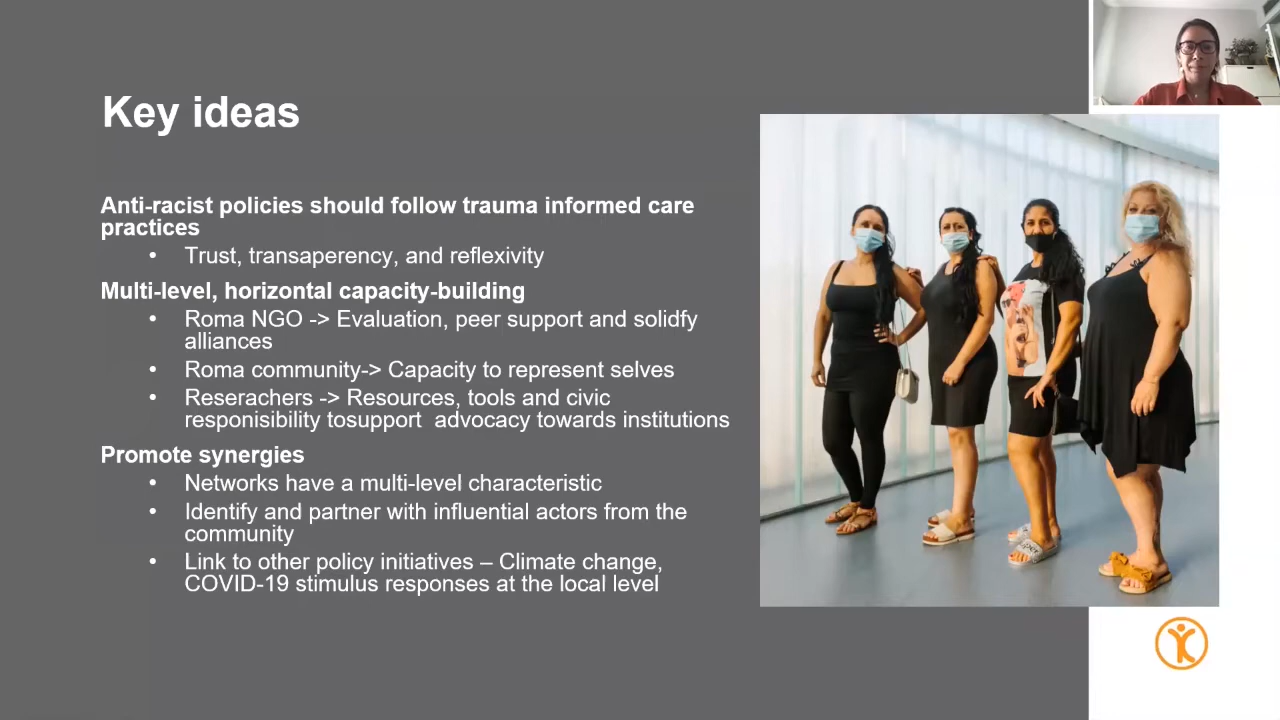 Key ideas
Anti-racist policies should follow trauma informed care
practices
• Trust, transaperency, and reflexivity
Multi-level, horizontal capacity-building
• Roma NGO -> Evaluation, peer support and solidfy
alliances
• Roma community-> Capacity to represent selves
• Reserachers -> Resources, tools and civic
responisibility tosupport  advocacy towards institutions
Promote synergies
• Networks have a multi-level characteristic
• Identify and partner with influential actors from the
community
• Link to other policy initiatives – Climate change,
COVID-19 stimulus responses at the local level